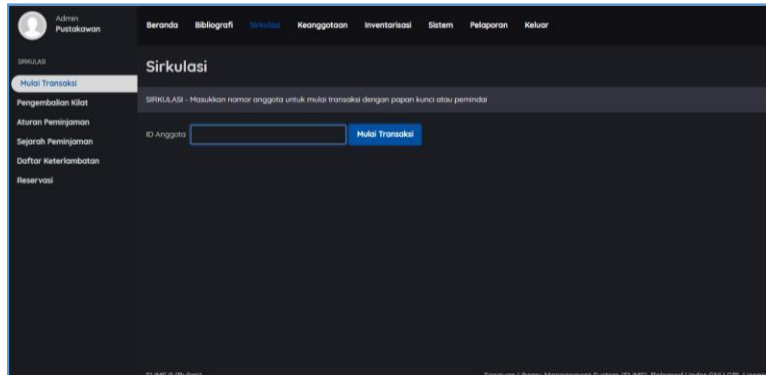 Admin
Pustakawan
Beranda Bibliografi Sirkulasi Keanggotaan Inventarisasi Sistem Pelaporan Keluar
SIRKULASI
Mulai Transaksi
Pengembalian Kilat
Aturan Peminjaman
Sejarah Peminjaman
Daftar Keterlambatan
Reservasi
Sirkulasi
SIRKULASI - Masukkan nomor anggota untuk mulai transaksi dengan papan kunci atau pemindai
ID Anggota Mulai Transaksi